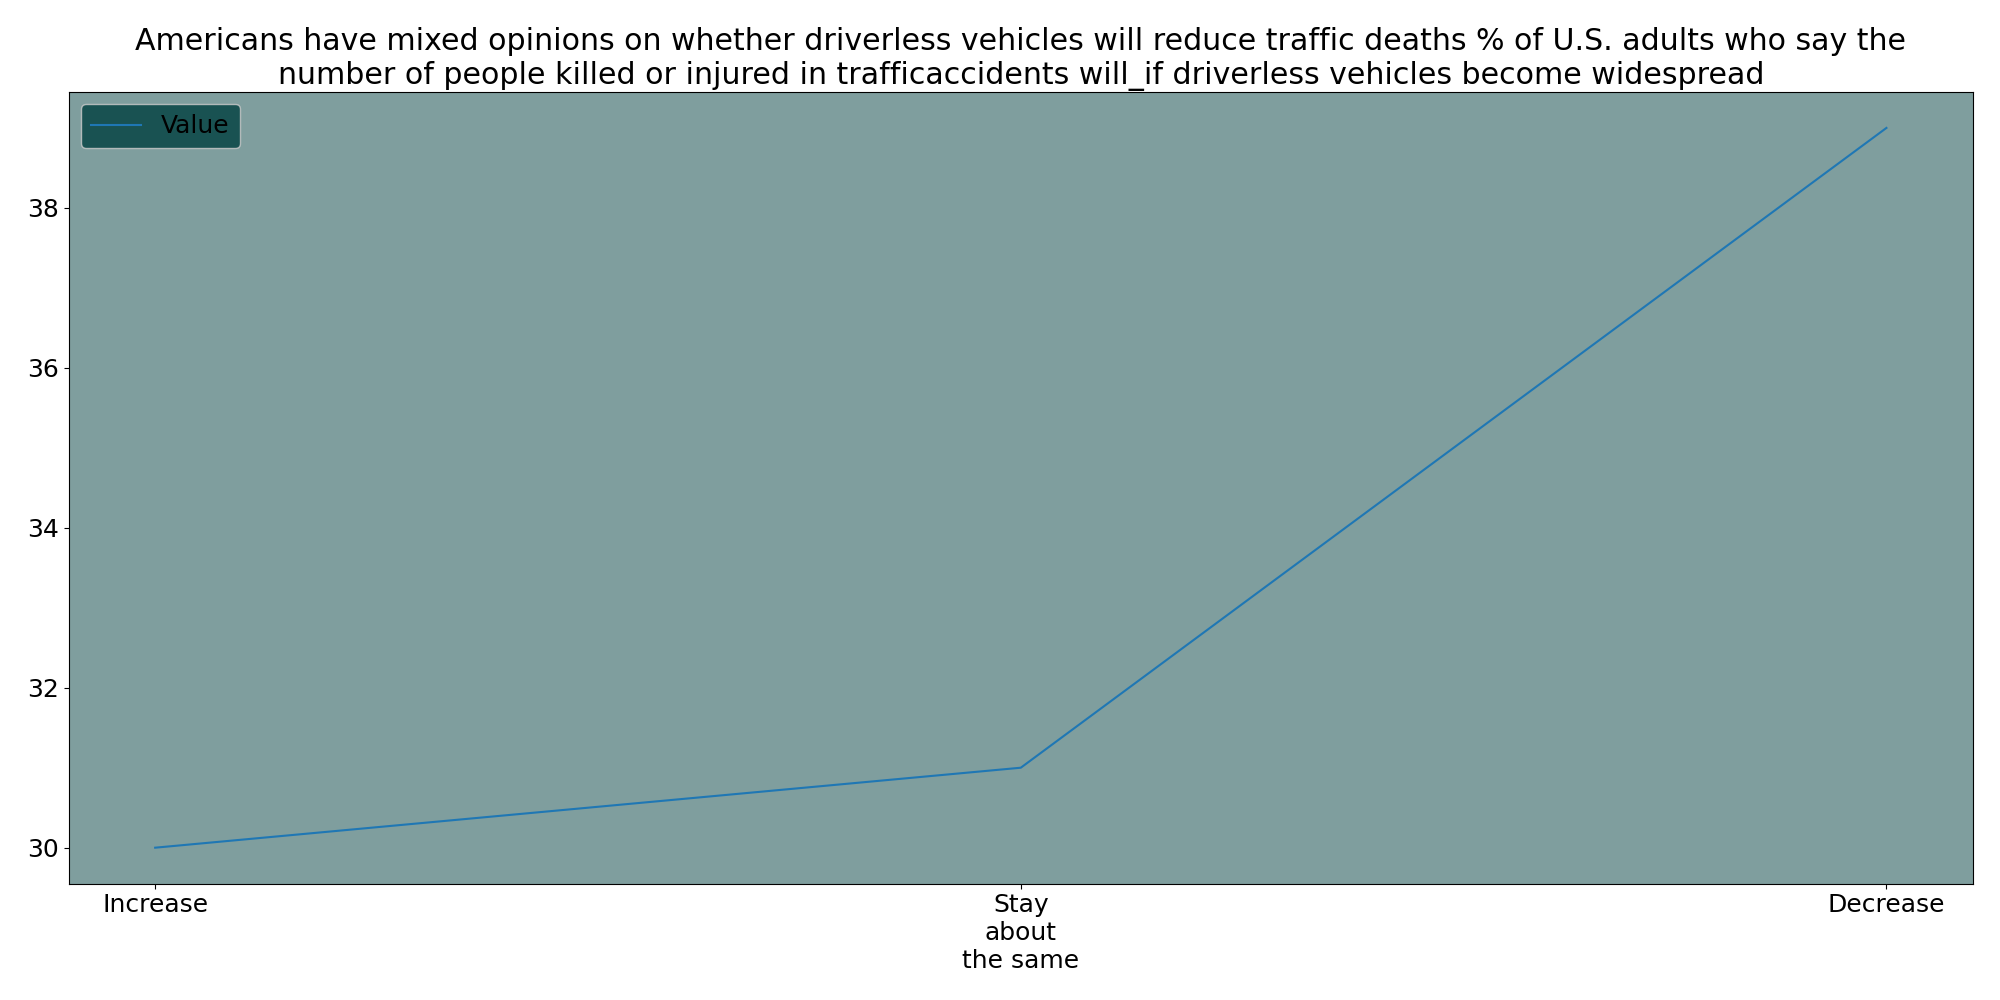 Americans have mixed opinions on whether driverless vehicles will reduce traffic deaths % of U.S. adults who say the
number of people killed or injured in trafficaccidents will_if driverless vehicles become widespread
Value
38
36
34
32
30
Increase
Stay
about
the same
Decrease